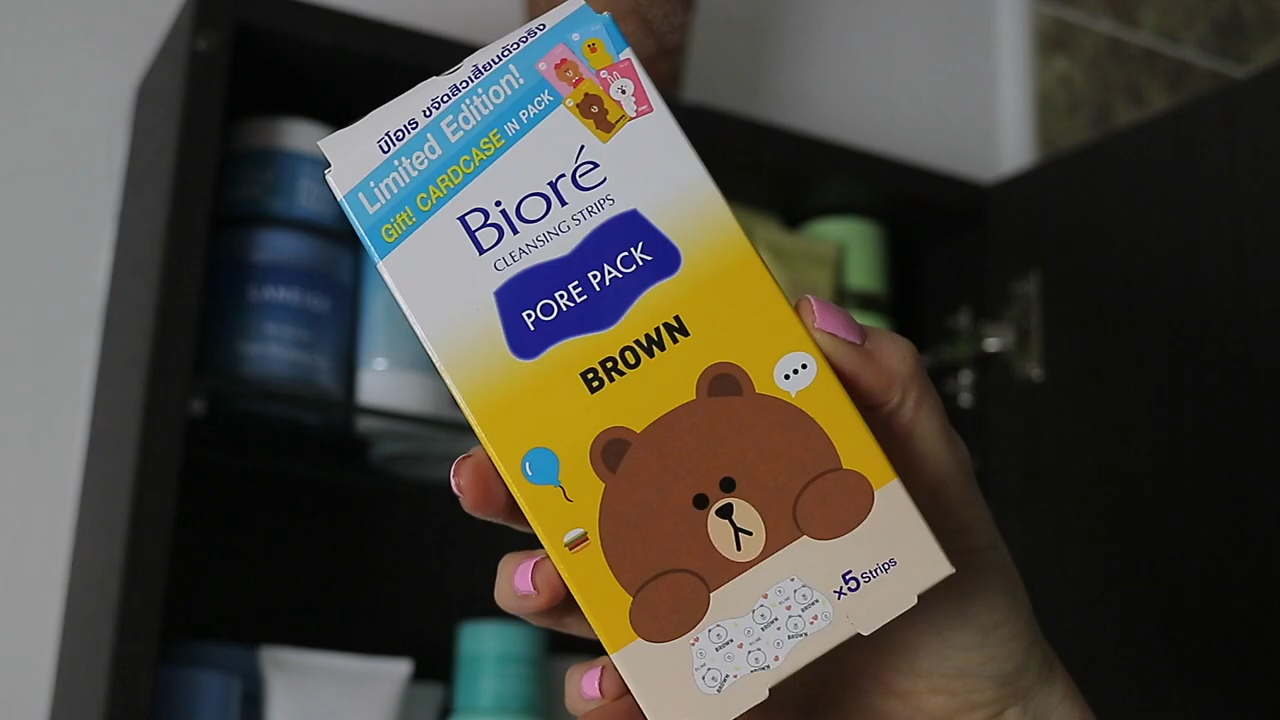 บิโอเร ขจัดสิวเสี้ยนตัวจริง
Limited Edition!
Gift! CARDCASE IN PACK
Bioré
CLEANSING STRIPS
PORE PACK
BROWN
x5 Strips
LANEIGE